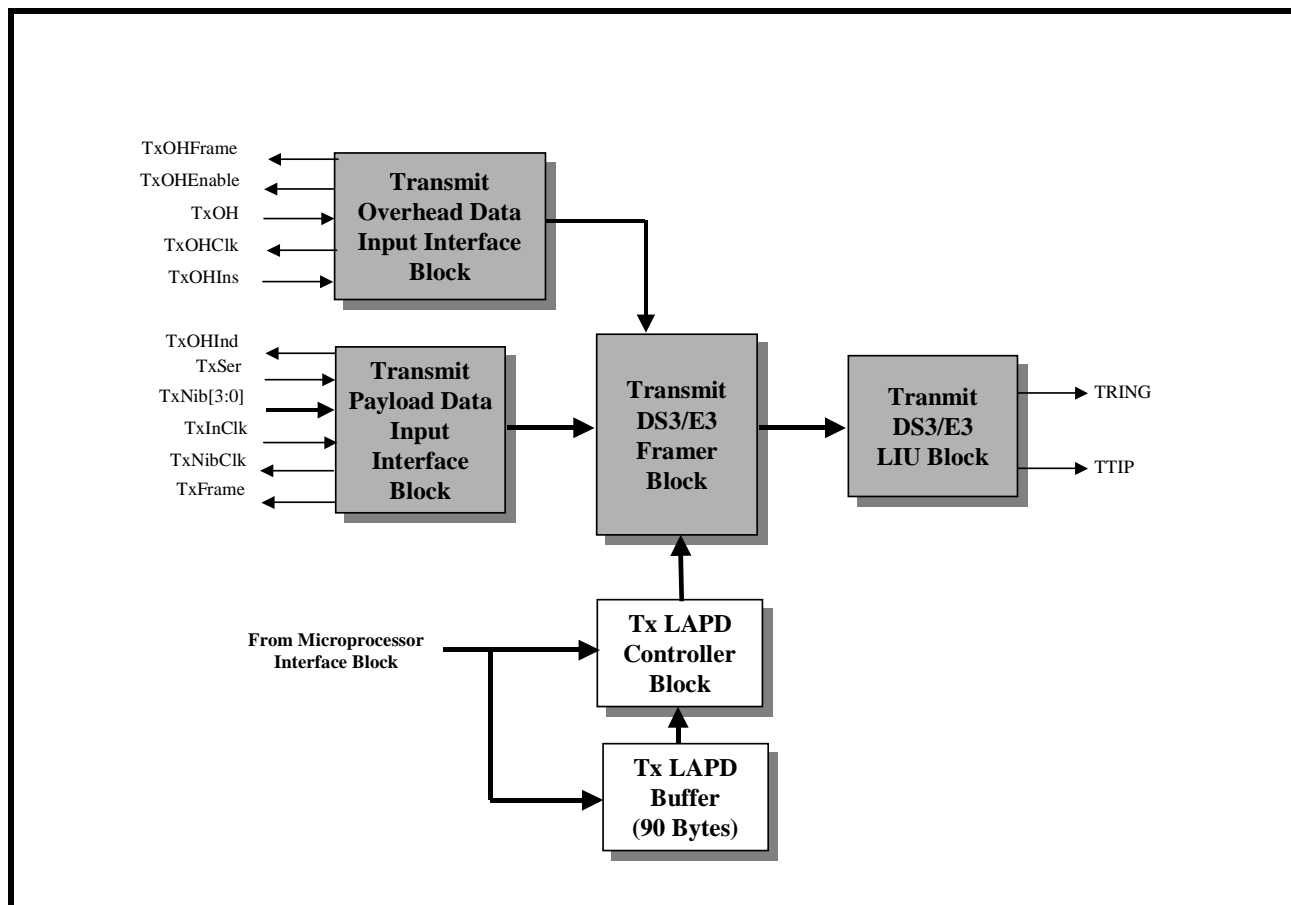 TxOHFrame
TxOHEnable
TxOH
TxOHClk
TxOHIns
Transmit
Overhead Data
Input Interface
Block
TxOHInd
TxSer
TxNib[3:0]
TxInClk
TxNibClk
TxFrame
Transmit
Payload Data
Input
Interface
Block
Transmit
DS3/E3
Framer
Block
Tranmit
DS3/E3
LIU Block
TRING
TTIP
From Microprocessor
Interface Block
Tx LAPD
Controller
Block
Tx LAPD
Buffer
(90 Bytes)